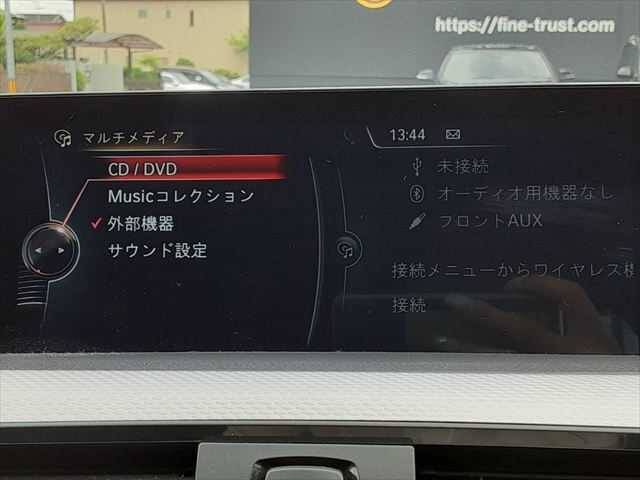 https://fine-trust.com
マルチメディア
13:44
CD / DVD
Musicコレクション
外部機器
サウンド設定
未接続
オーディオ用機器なし
フロントAUX
接続メニューからワイヤレス
接続